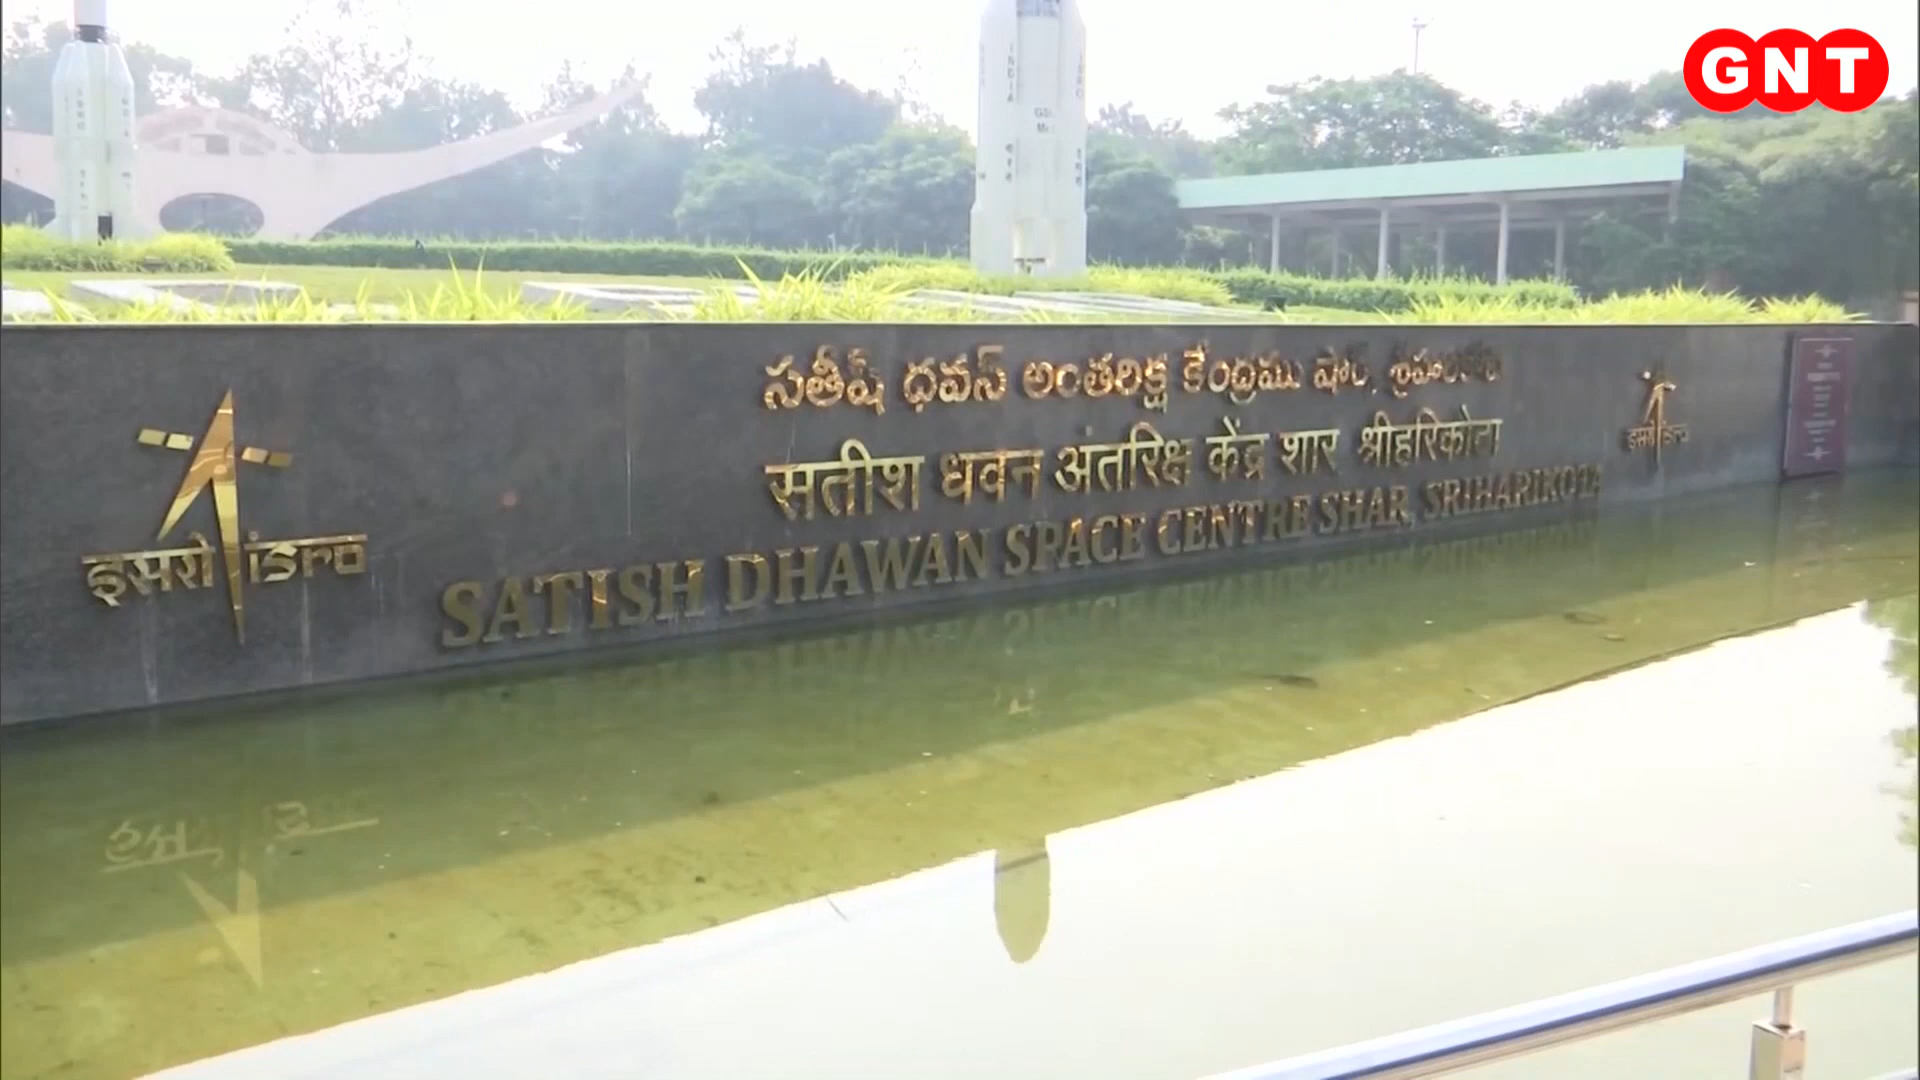 GNT
INDIA
సతీష్ ధవన్ అంతరిక్ష కేంద్రము షార్, శ్రీహరికోట
सतीश धवन अंतरिक्ष केंद्र शार श्रीहरिकोटा
SATISH DHAWAN SPACE CENTRE SHAR, SRIHARIKOTA
इसरो isro
इसरो isro